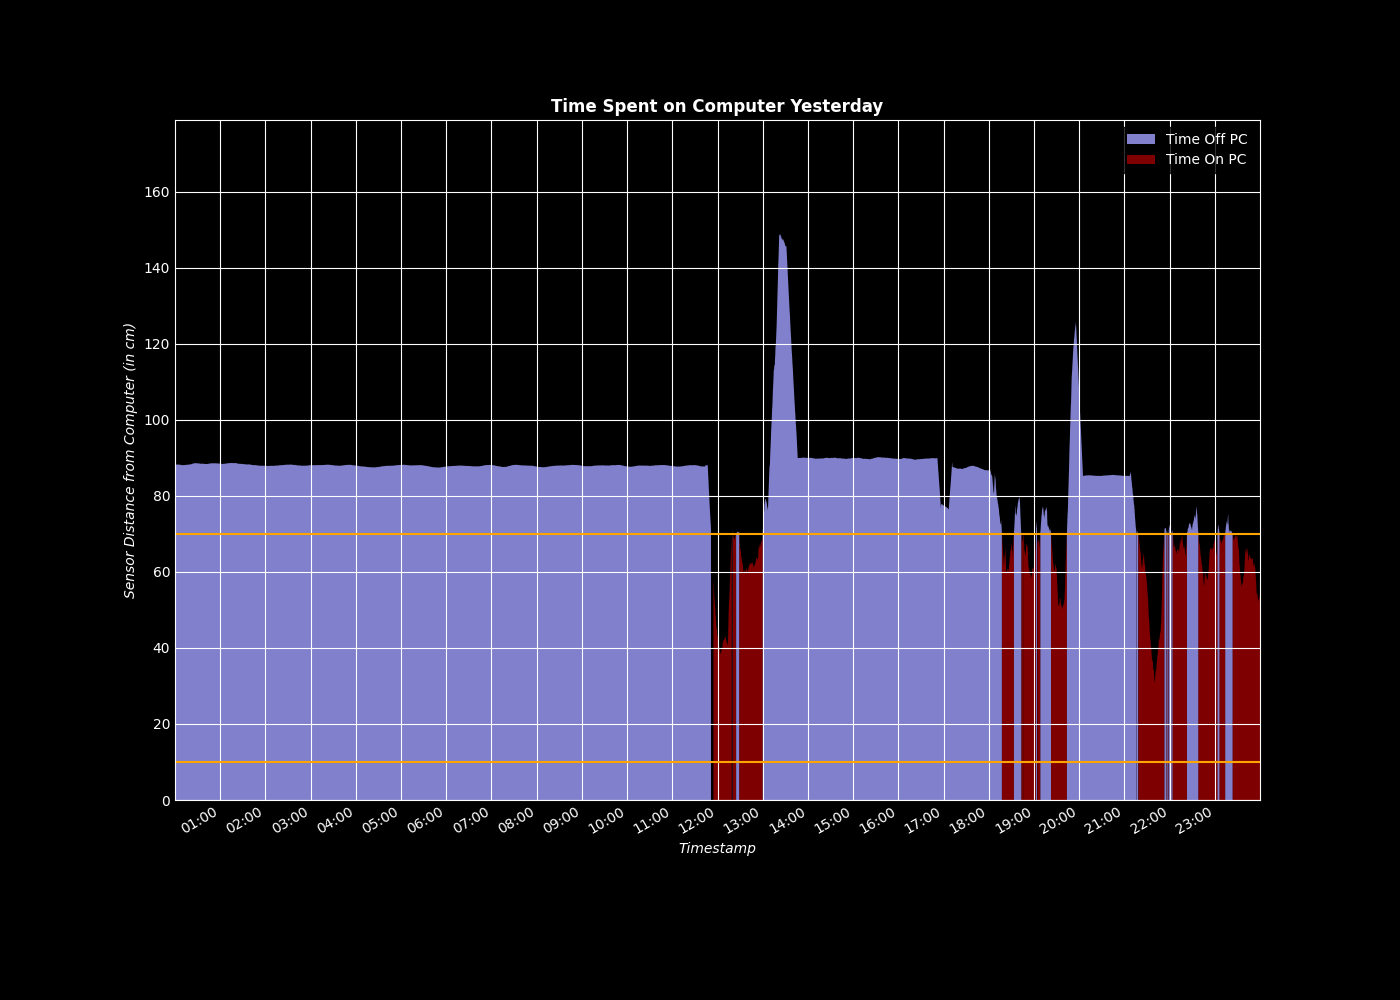 Time Spent on Computer Yesterday
Time Off PC
Time On PC
Sensor Distance from Computer (in cm)
160
140
120
100
80
60
40
20
0
01:00 02:00 03:00 04:00 05:00 06:00 07:00 08:00 09:00 10:00 11:00 12:00 13:00 14:00 15:00 16:00 17:00 18:00 19:00 20:00 21:00 22:00 23:00
Timestamp